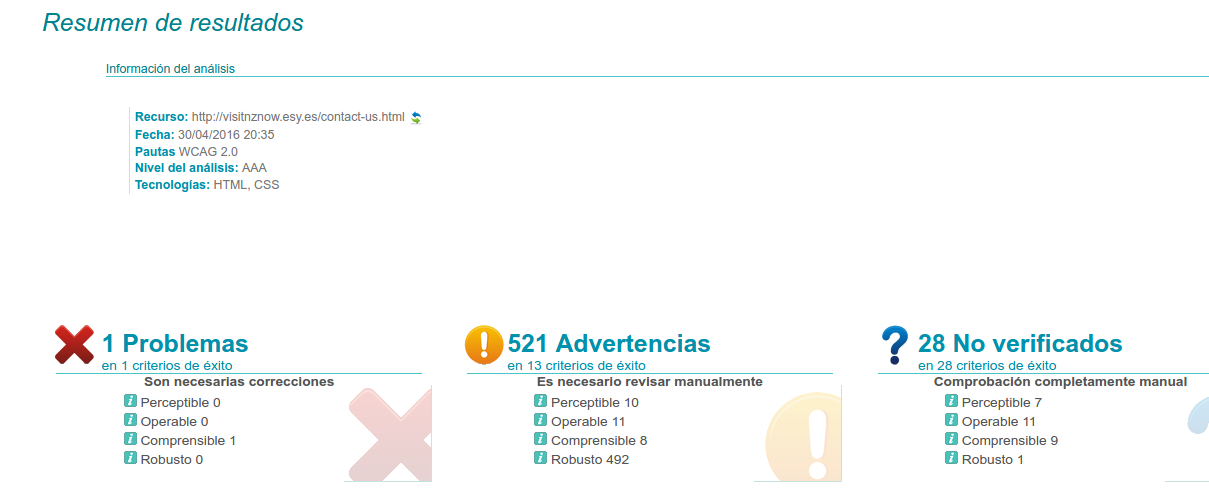 Resumen de resultados
Información del análisis
Recurso: http://visitnznow.esy.es/contact-us.html
Fecha: 30/04/2016 20:35
Pautas WCAG 2.0
Nivel del análisis: AAA
Tecnologías: HTML, CSS
1 Problemas
en 1 criterios de éxito
Son necesarias correcciones
Perceptible 0
Operable 0
Comprensible 1
Robusto 0
521 Advertencias
en 13 criterios de éxito
Es necesario revisar manualmente
Perceptible 10
Operable 11
Comprensible 8
Robusto 492
28 No verificados
en 28 criterios de éxito
Comprobación completamente manual
Perceptible 7
Operable 11
Comprensible 9
Robusto 1